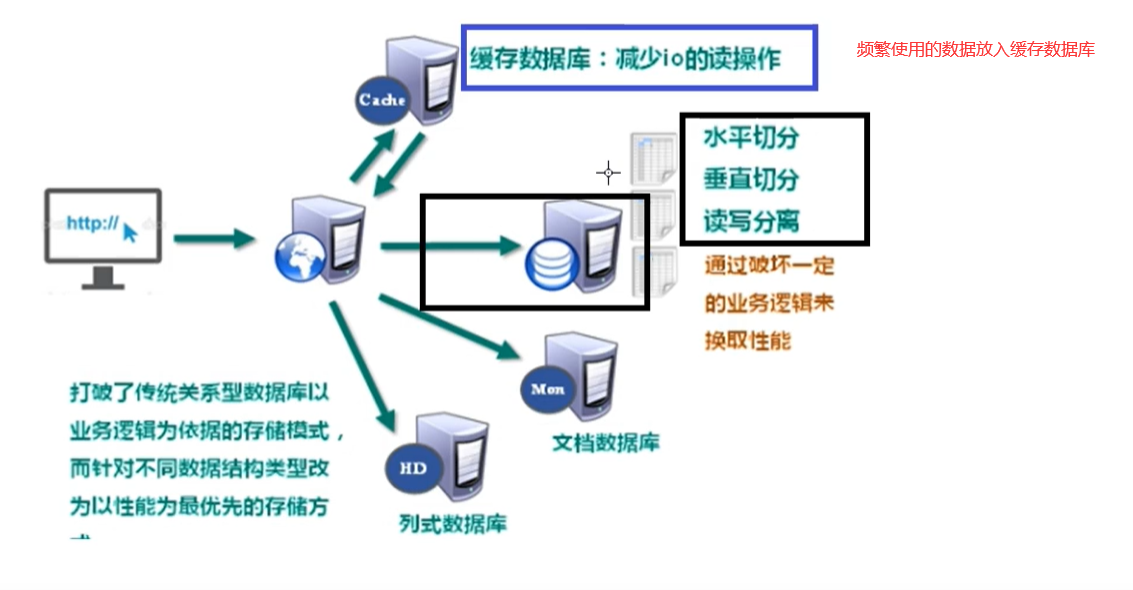 缓存数据库：减少io的读操作
频繁使用的数据放入缓存数据库
Cache
水平切分
垂直切分
读写分离
http://
通过破坏一定
的业务逻辑来
换取性能
Mon
文档数据库
打破了传统关系型数据库以
业务逻辑为依据的存储模式，
而针对不同数据结构类型改
为以性能为最优先的存储方
HD
列式数据库